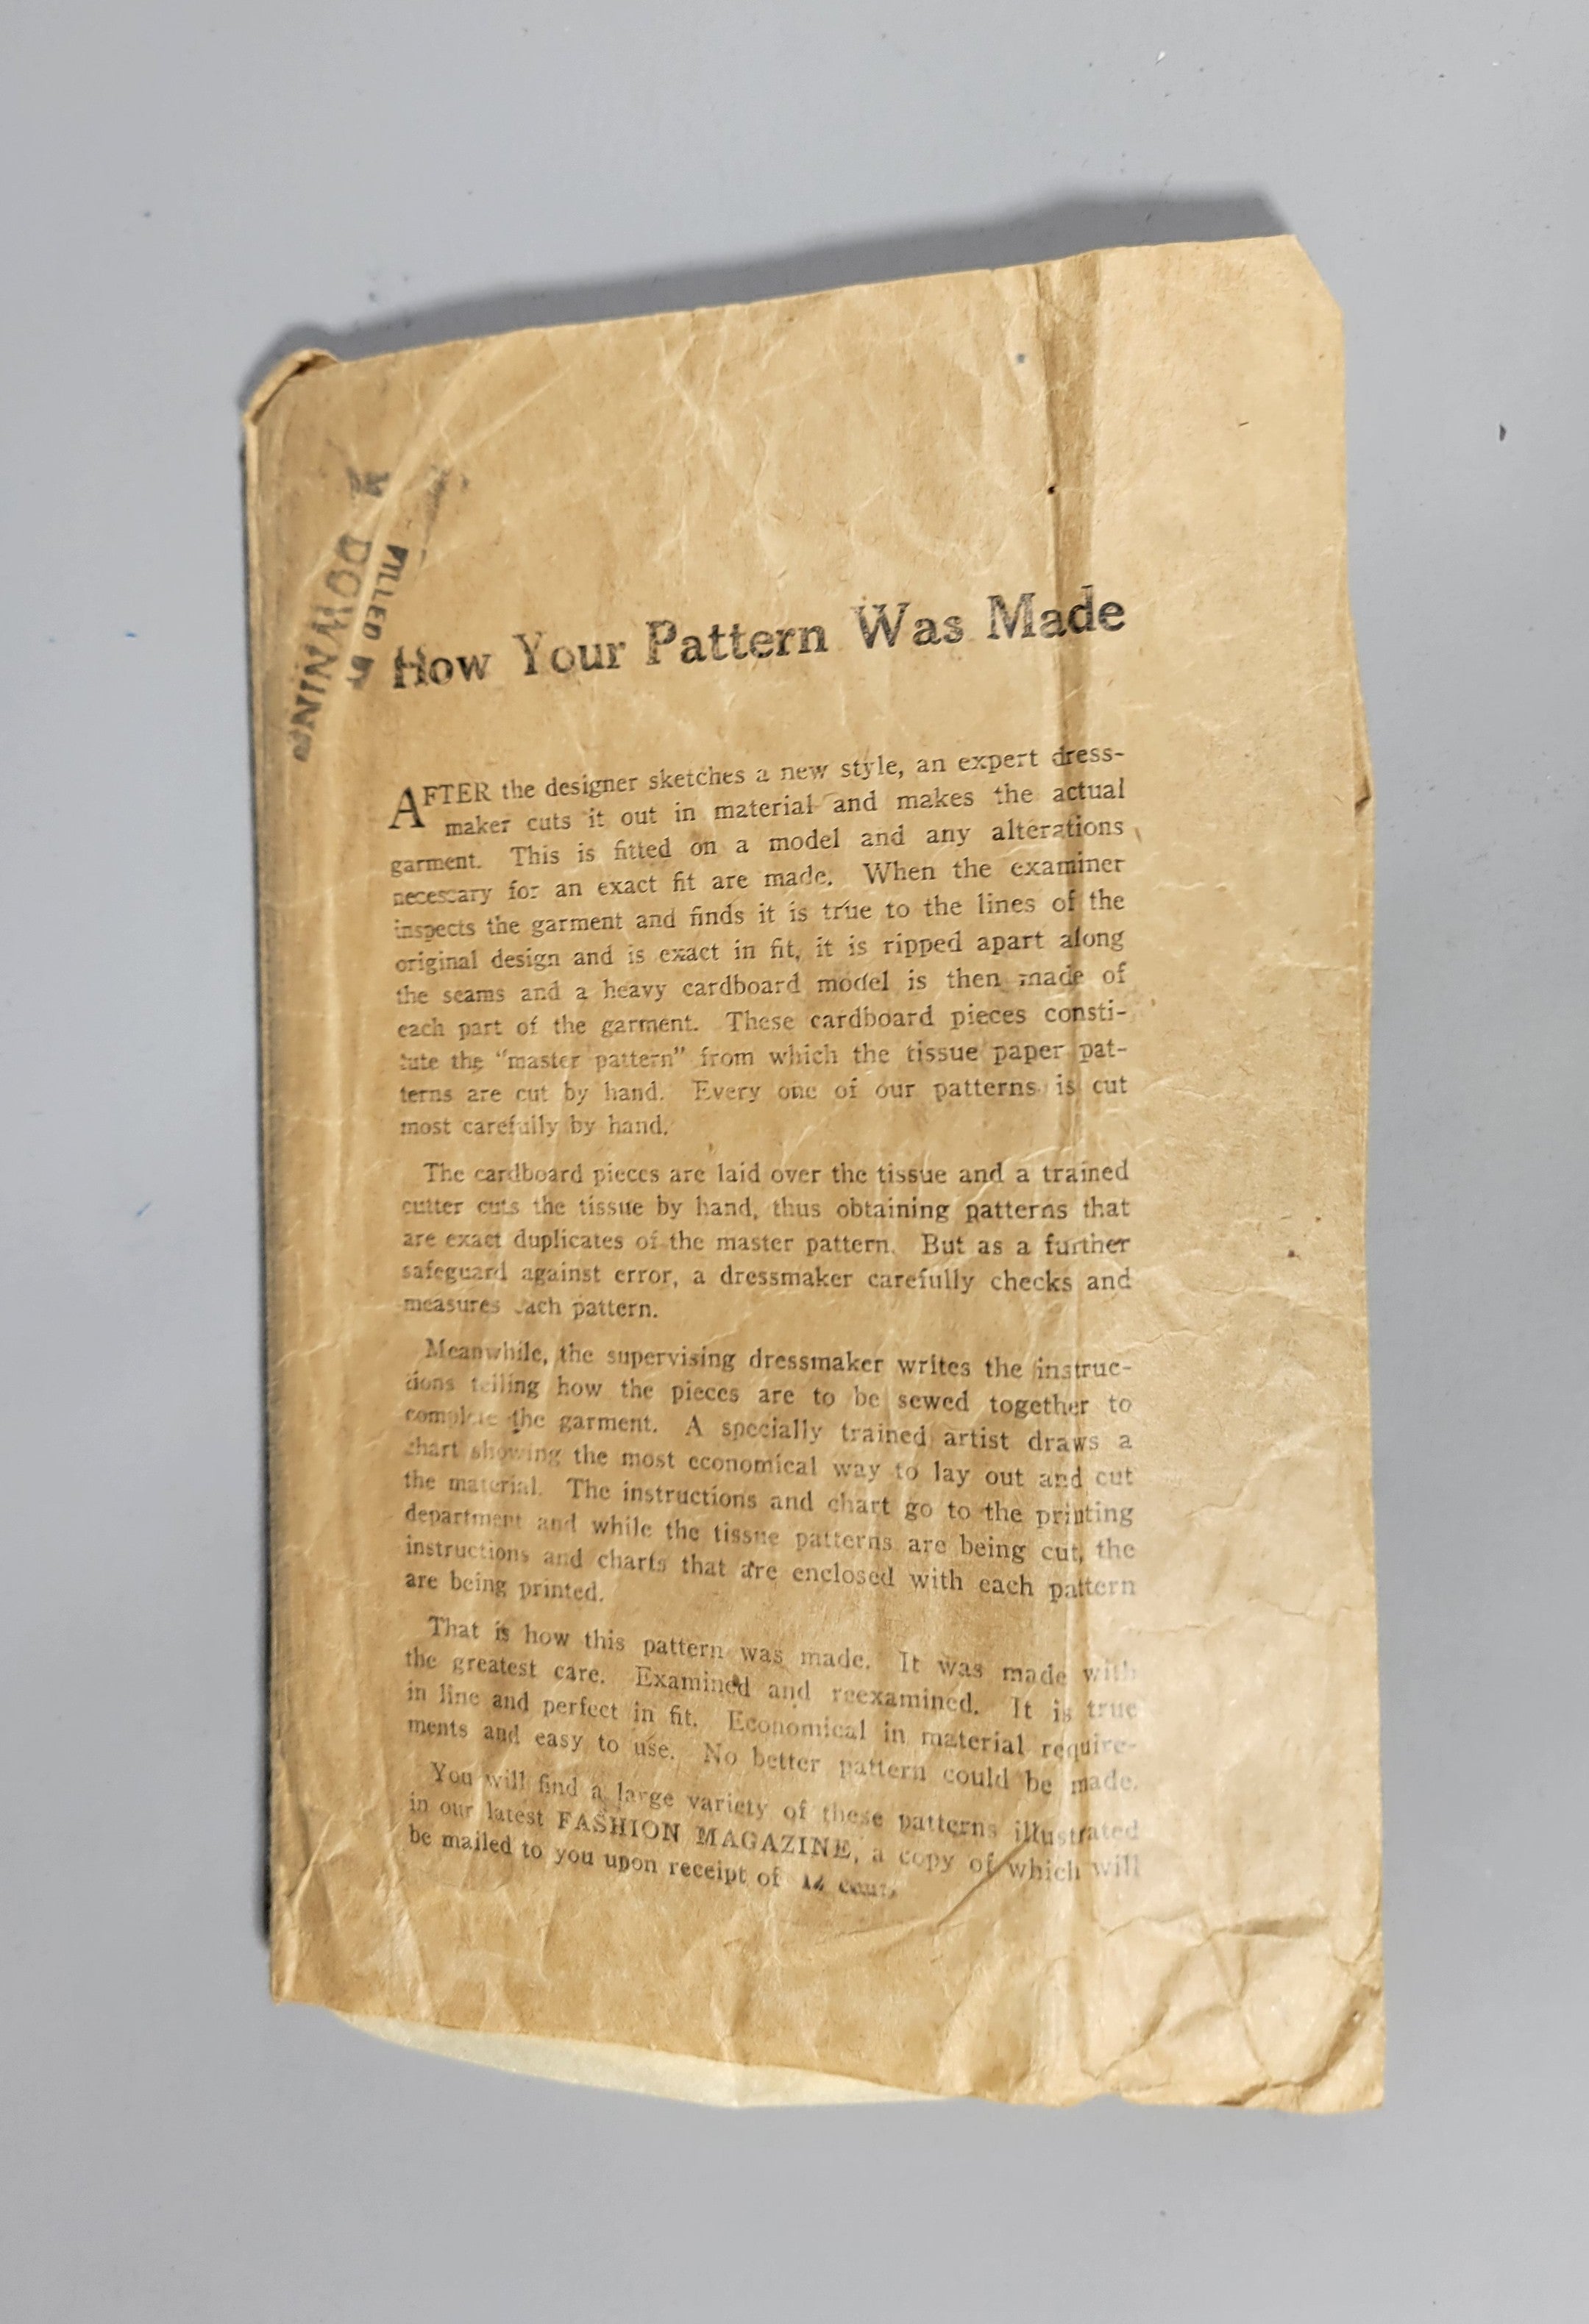 FILLED BY
DOWNING
How Your Pattern Was Made
AFTER the designer sketches a new style, an expert dress-
maker cuts it out in material and makes the actual
garment. This is fitted on a model and any alterations
necessary for an exact fit are made. When the examiner
inspects the garment and finds it is true to the lines of the
original design and is exact in fit, it is ripped apart along
the seams and a heavy cardboard model is then made of
each part of the garment. These cardboard pieces consti-
tute the "master pattern" from which the tissue paper pat-
terns are cut by hand. Every one of our patterns is cut
most carefully by hand.
The cardboard pieces are laid over the tissue and a trained
cutter cuts the tissue by hand, thus obtaining patterns that
are exact duplicates of the master pattern. But as a further
safeguard against error, a dressmaker carefully checks and
measures each pattern.
Meanwhile, the supervising dressmaker writes the instruc-
tions telling how the pieces are to be sewed together to
complete the garment. A specially trained artist draws a
chart showing the most economical way to lay out and cut
the material. The instructions and chart go to the printing
department and while the tissue patterns are being cut, the
instructions and charts that are enclosed with each pattern
are being printed.
That is how this pattern was made. It was made with
the greatest care. Examined and reexamined. It is true
in line and perfect in fit. Economical in material require-
ments and easy to use. No better pattern could be made.
You will find a large variety of these patterns illustrated
in our latest FASHION MAGAZINE, a copy of which will
be mailed to you upon receipt of 12 cents